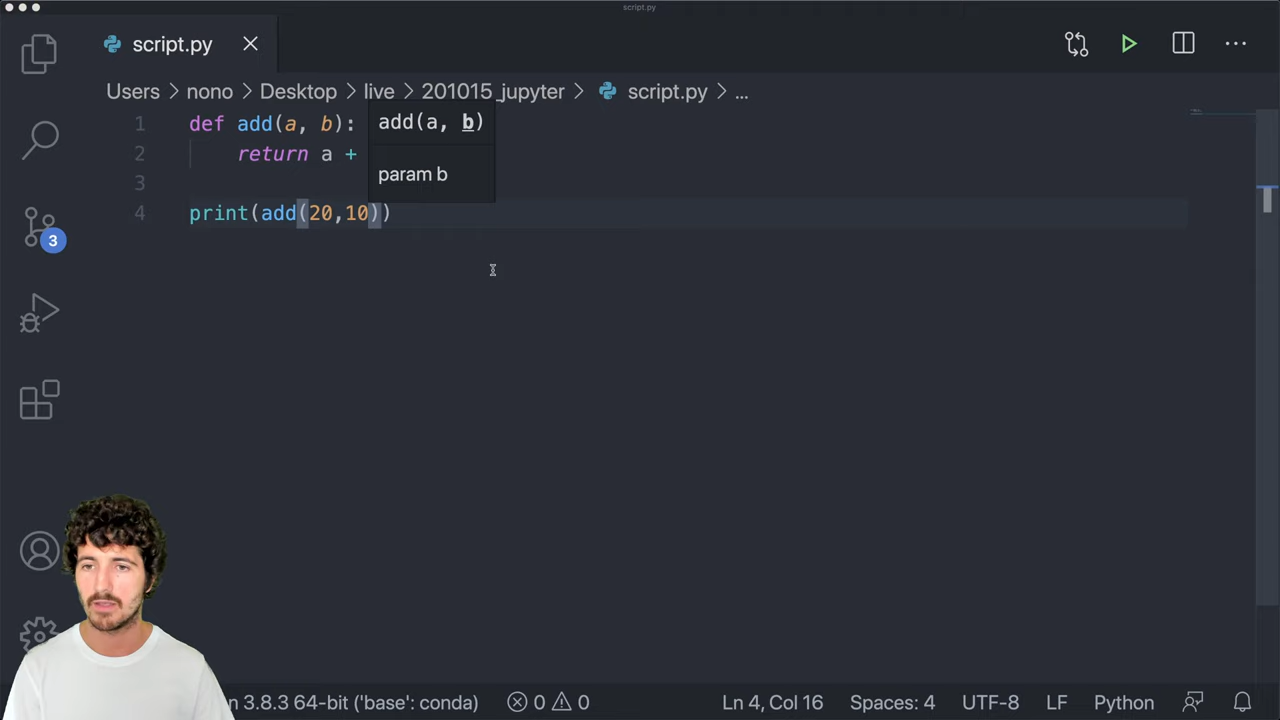 script.py
script.py
Users > nono > Desktop > live > 201015_jupyter > script.py > ...
1 def add(a, b):
add(a, b)
2 return a +
param b
3
4 print(add(20,10))
3
3.8.3 64-bit ('base': conda)
0 0
Ln 4, Col 16
Spaces: 4
UTF-8
LF
Python